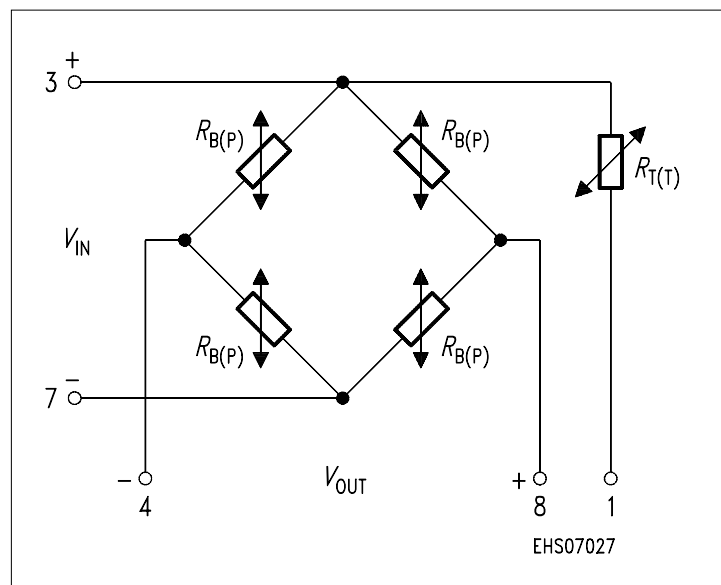 +
3
R_B(P) R_B(P)
R_T(T)
V_IN
R_B(P) R_B(P)
−
7
− V_OUT +
4 8 1
EHS07027